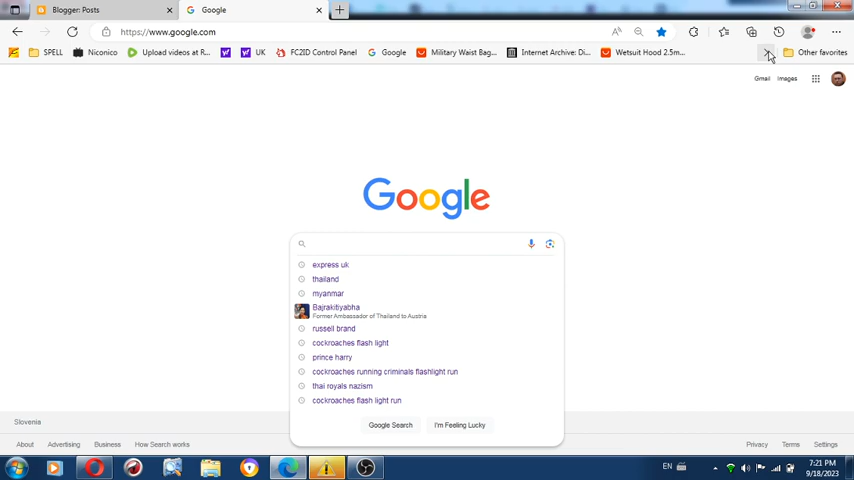 Blogger: Posts
Google
https://www.google.com
SPELL
Niconico
Upload videos at R...
UK
FC2ID Control Panel
Google
Military Waist Bag...
Internet Archive: Di...
Wetsuit Hood 2.5m...
Other favorites
Gmail
Images
Google
express uk
thailand
myanmar
Bajrakitiyabha
Former Ambassador of Thailand to Austria
russell brand
cockroaches flash light
prince harry
cockroaches running criminals flashlight run
thai royals nazism
cockroaches flash light run
Google Search
I'm Feeling Lucky
Slovenia
About
Advertising
Business
How Search works
Privacy
Terms
Settings
EN
7:21 PM
9/18/2023